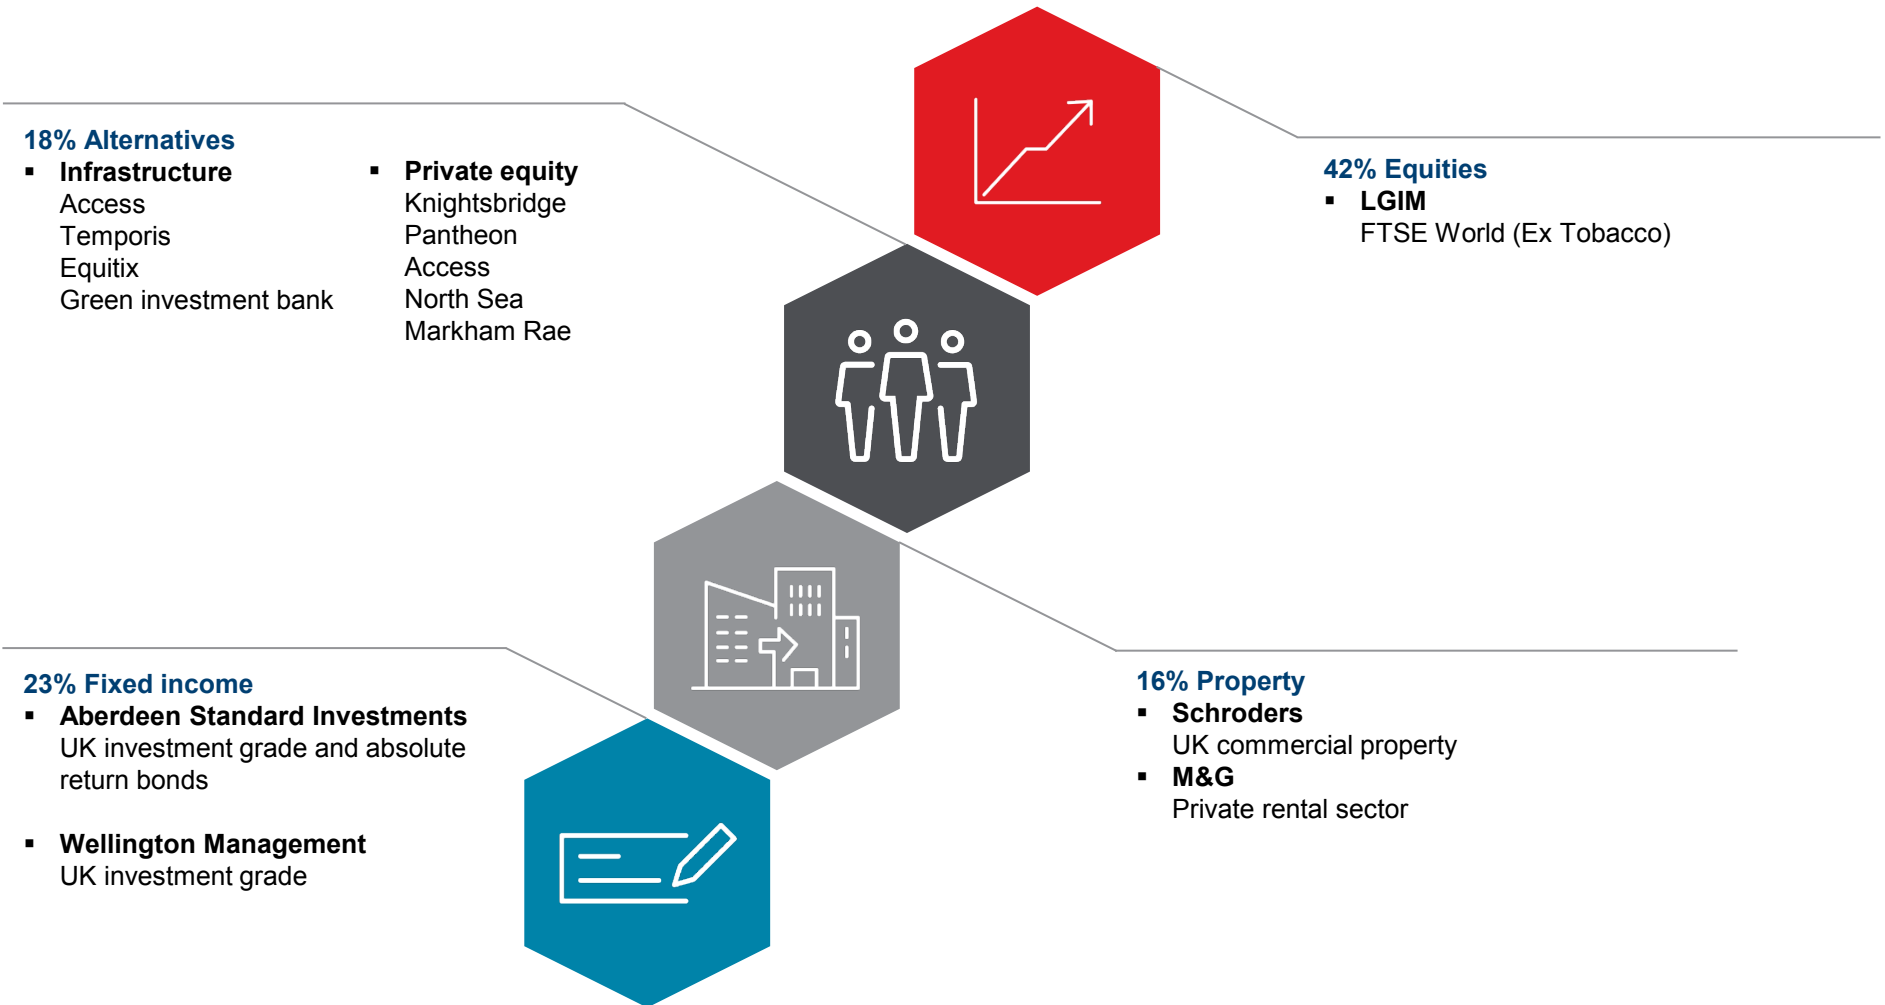 18% Alternatives
▪ Infrastructure
Access
Temporis
Equitix
Green investment bank
▪ Private equity
Knightsbridge
Pantheon
Access
North Sea
Markham Rae
42% Equities
▪ LGIM
FTSE World (Ex Tobacco)
23% Fixed income
▪ Aberdeen Standard Investments
UK investment grade and absolute
return bonds
▪ Wellington Management
UK investment grade
16% Property
▪ Schroders
UK commercial property
▪ M&G
Private rental sector